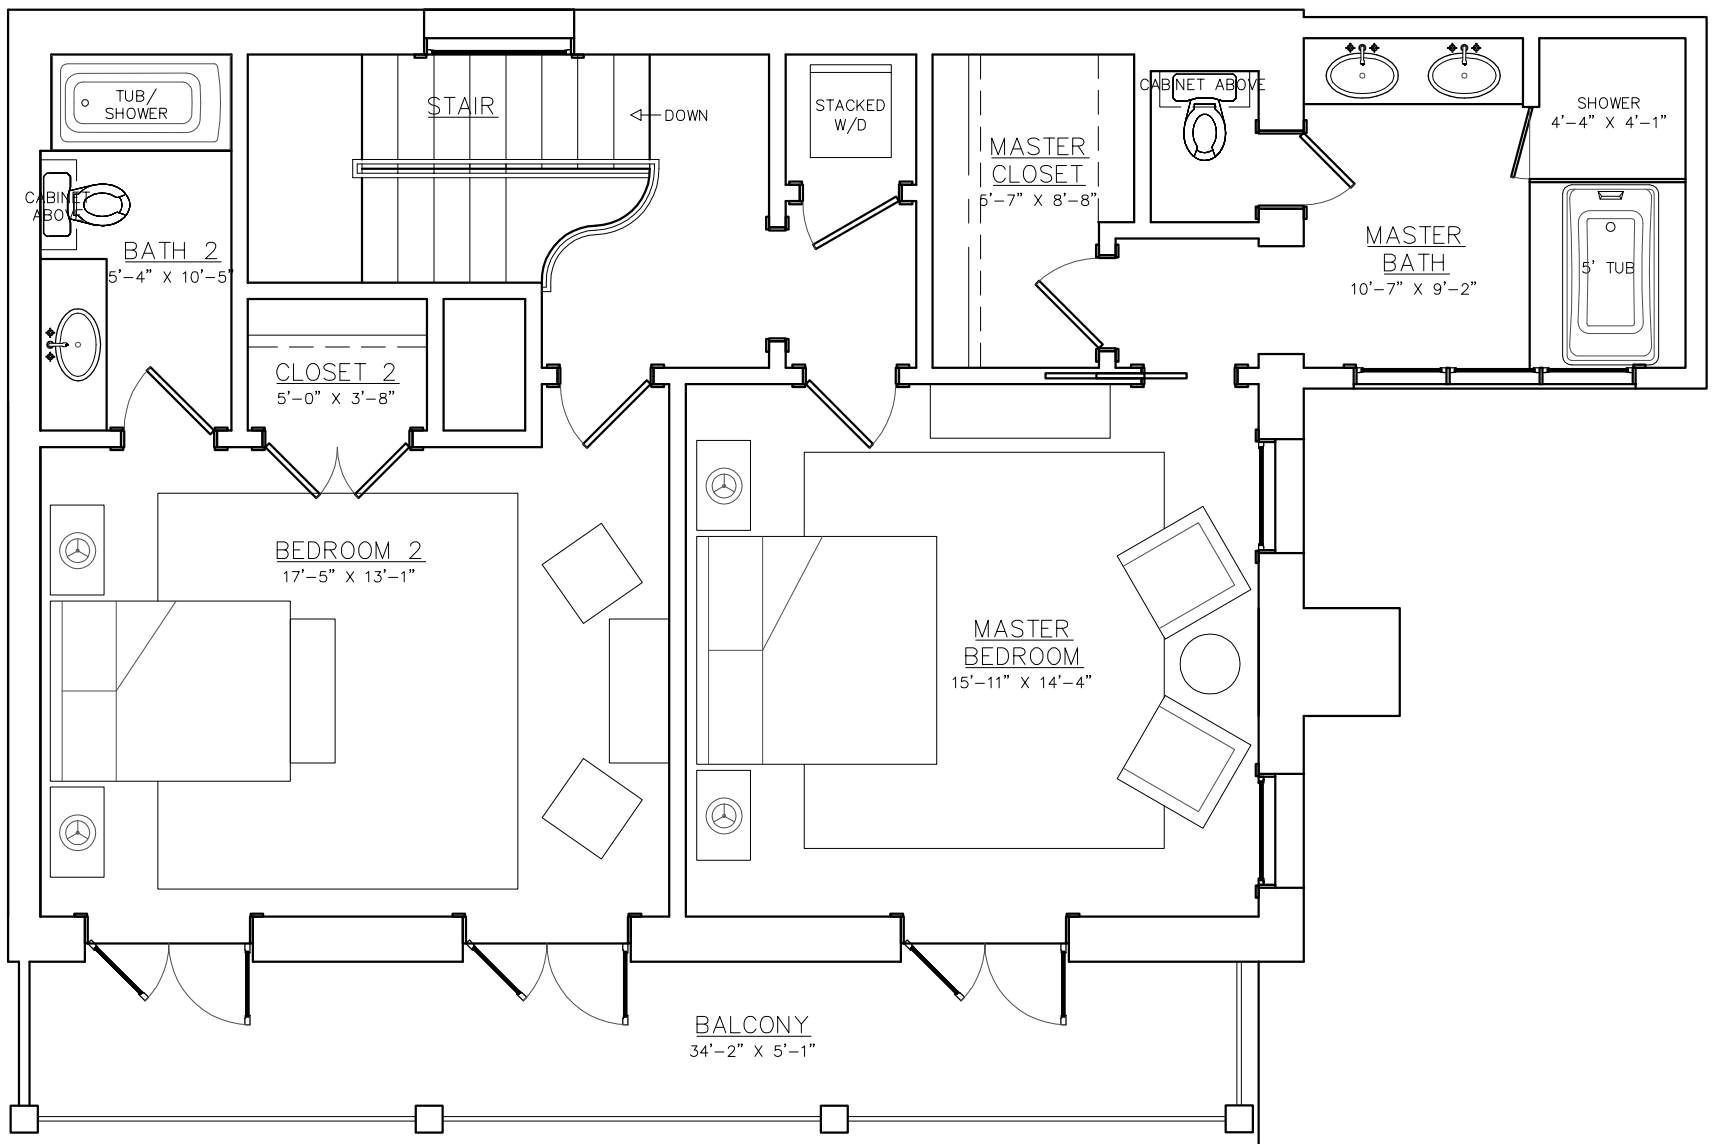 TUB/
SHOWER
STAIR
DOWN
STACKED
W/D
CABINET ABOVE
SHOWER
4'-4" X 4'-1"
MASTER
CLOSET
5'-7" X 8'-8"
CABINET
ABOVE
BATH 2
5'-4" X 10'-5"
MASTER
BATH
10'-7" X 9'-2"
5' TUB
CLOSET 2
5'-0" X 3'-8"
BEDROOM 2
17'-5" X 13'-1"
MASTER
BEDROOM
15'-11" X 14'-4"
BALCONY
34'-2" X 5'-1"